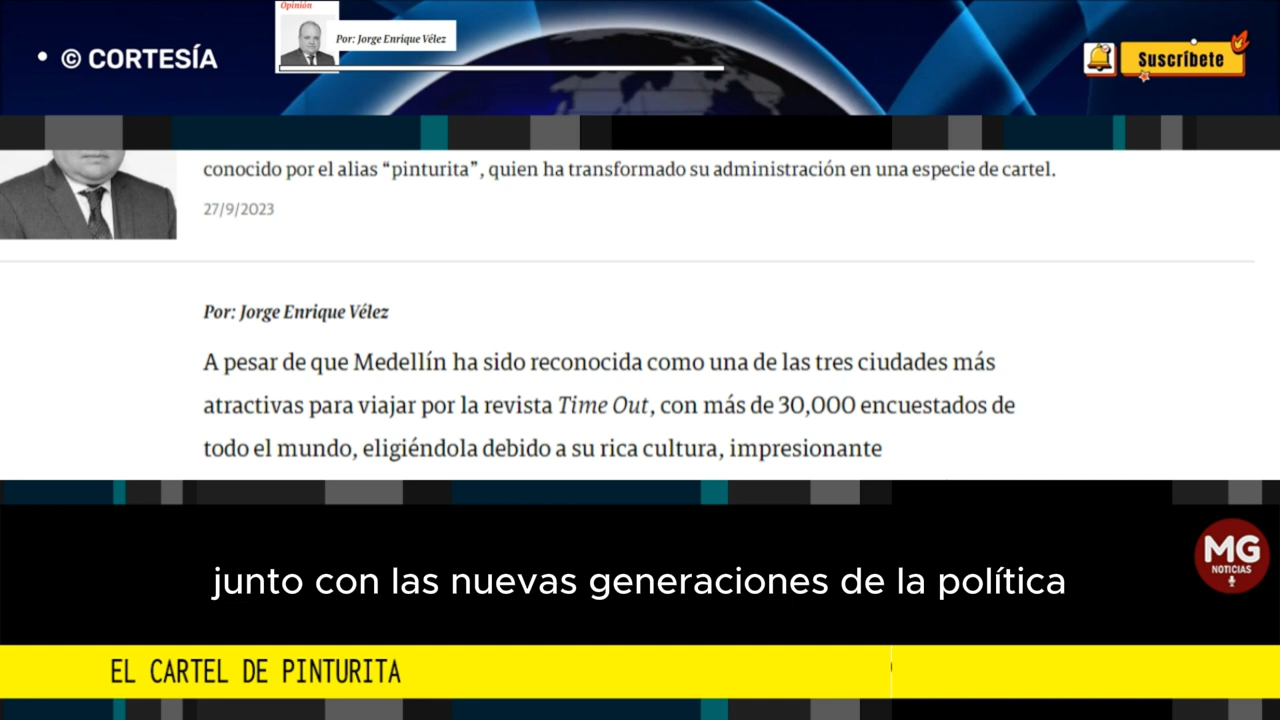 Opinión
Por: Jorge Enrique Vélez
• © CORTESÍA
Suscríbete
conocido por el alias “pinturita”, quien ha transformado su administración en una especie de cartel.
27/9/2023
Por: Jorge Enrique Vélez
A pesar de que Medellín ha sido reconocida como una de las tres ciudades más
atractivas para viajar por la revista Time Out, con más de 30,000 encuestados de
todo el mundo, eligiéndola debido a su rica cultura, impresionante
MG
NOTICIAS
junto con las nuevas generaciones de la política
EL CARTEL DE PINTURITA